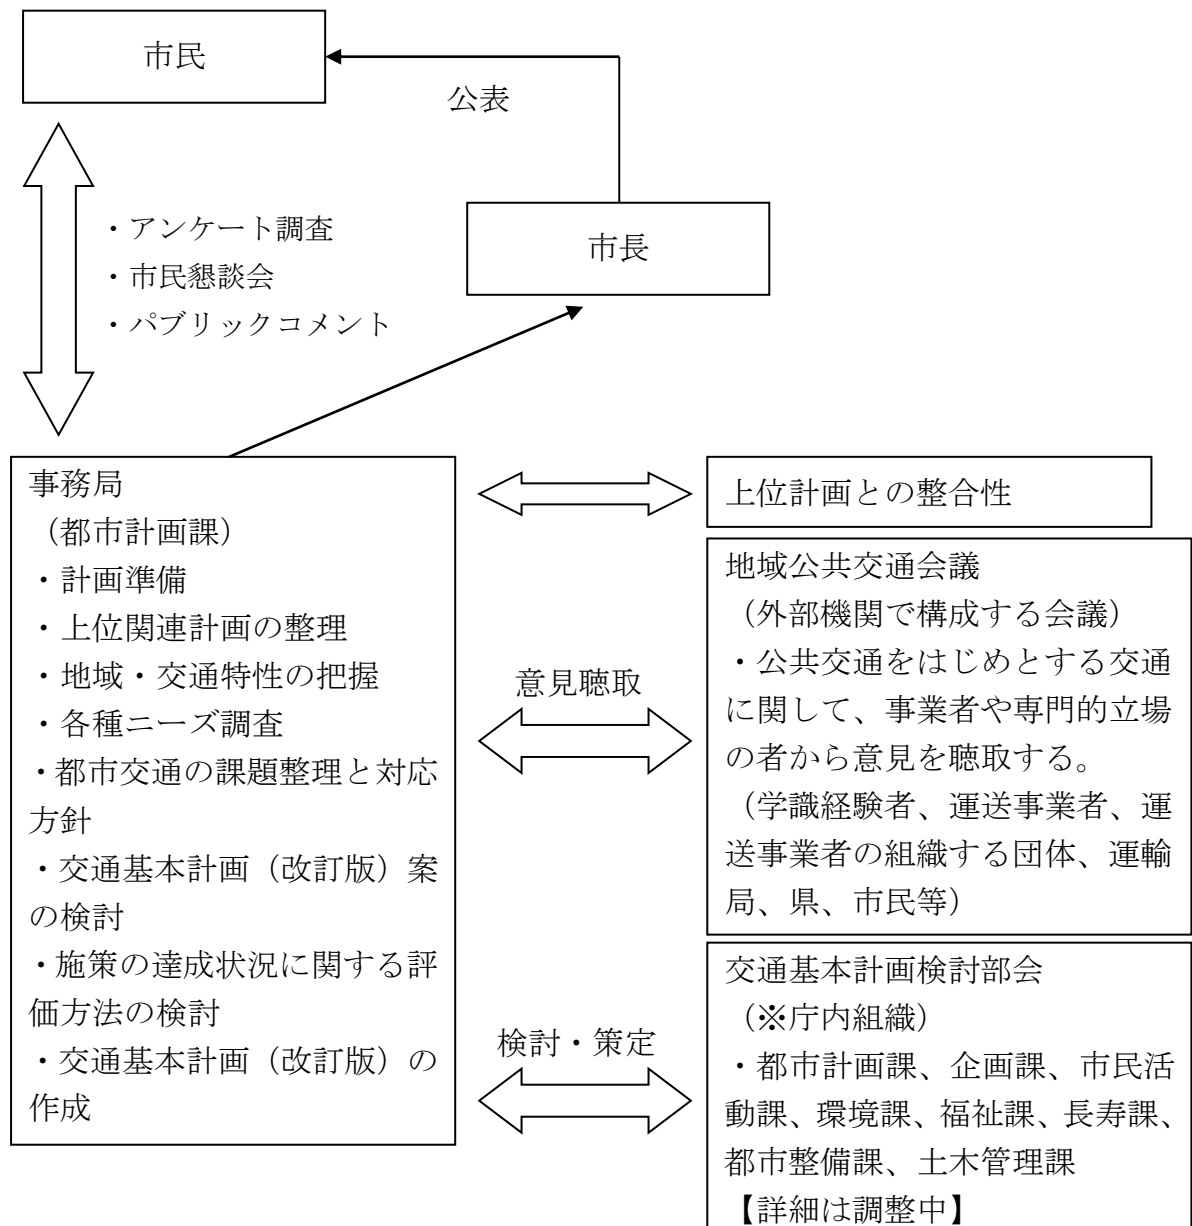 市民
公表
・アンケート調査
・市民懇談会
・パブリックコメント
市長
事務局
（都市計画課）
・計画準備
・上位関連計画の整理
・地域・交通特性の把握
・各種ニーズ調査
・都市交通の課題整理と対応
方針
・交通基本計画（改訂版）案
の検討
・施策の達成状況に関する評
価方法の検討
・交通基本計画（改訂版）の
作成
上位計画との整合性
意見聴取
地域公共交通会議
（外部機関で構成する会議）
・公共交通をはじめとする交通
に関して、事業者や専門的立場
の者から意見を聴取する。
（学識経験者、運送事業者、運
送事業者の組織する団体、運輸
局、県、市民等）
検討・策定
交通基本計画検討部会
（※庁内組織）
・都市計画課、企画課、市民活
動課、環境課、福祉課、長寿課、
都市整備課、土木管理課
【詳細は調整中】